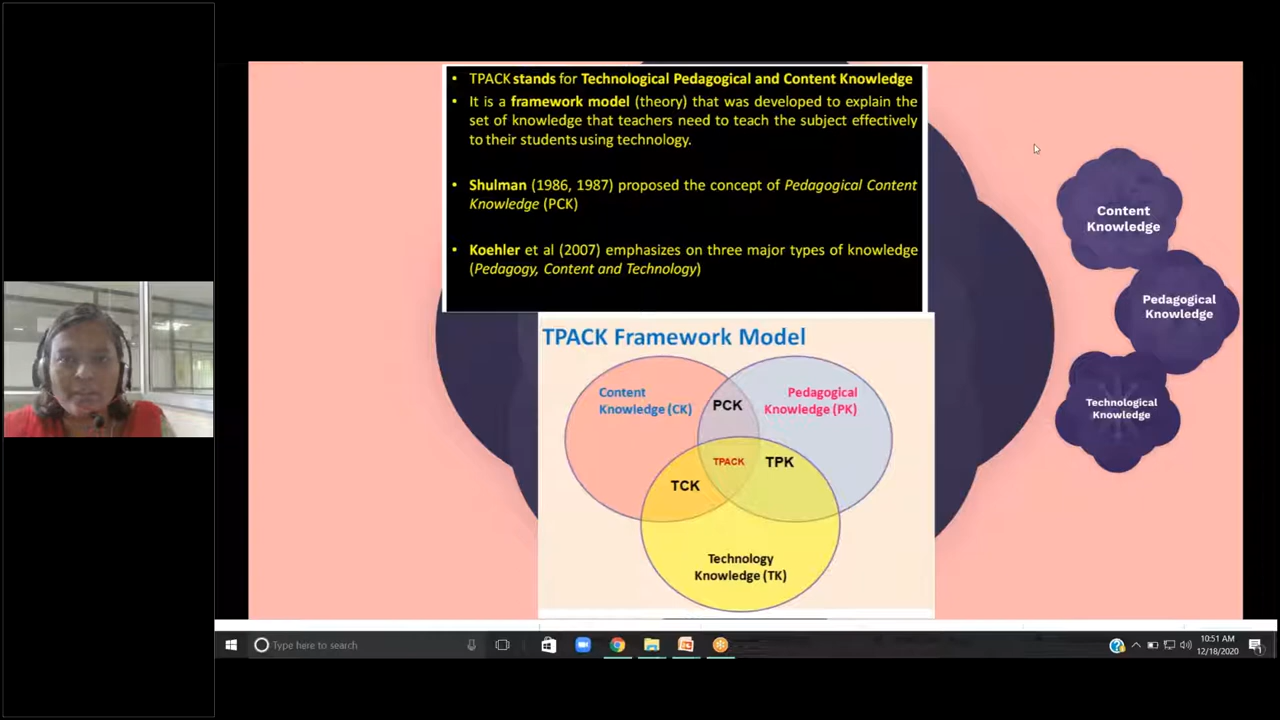 TPACK stands for Technological Pedagogical and Content Knowledge
It is a framework model (theory) that was developed to explain the
set of knowledge that teachers need to teach the subject effectively
to their students using technology.
Shulman (1986, 1987) proposed the concept of Pedagogical Content
Knowledge (PCK)
Koehler et al (2007) emphasizes on three major types of knowledge
(Pedagogy, Content and Technology)
TPACK Framework Model
Content
Knowledge (CK)
PCK
Pedagogical
Knowledge (PK)
TPACK
TPK
TCK
Technology
Knowledge (TK)
Content
Knowledge
Pedagogical
Knowledge
Technological
Knowledge
Type here to search
10:51 AM
12/18/2020